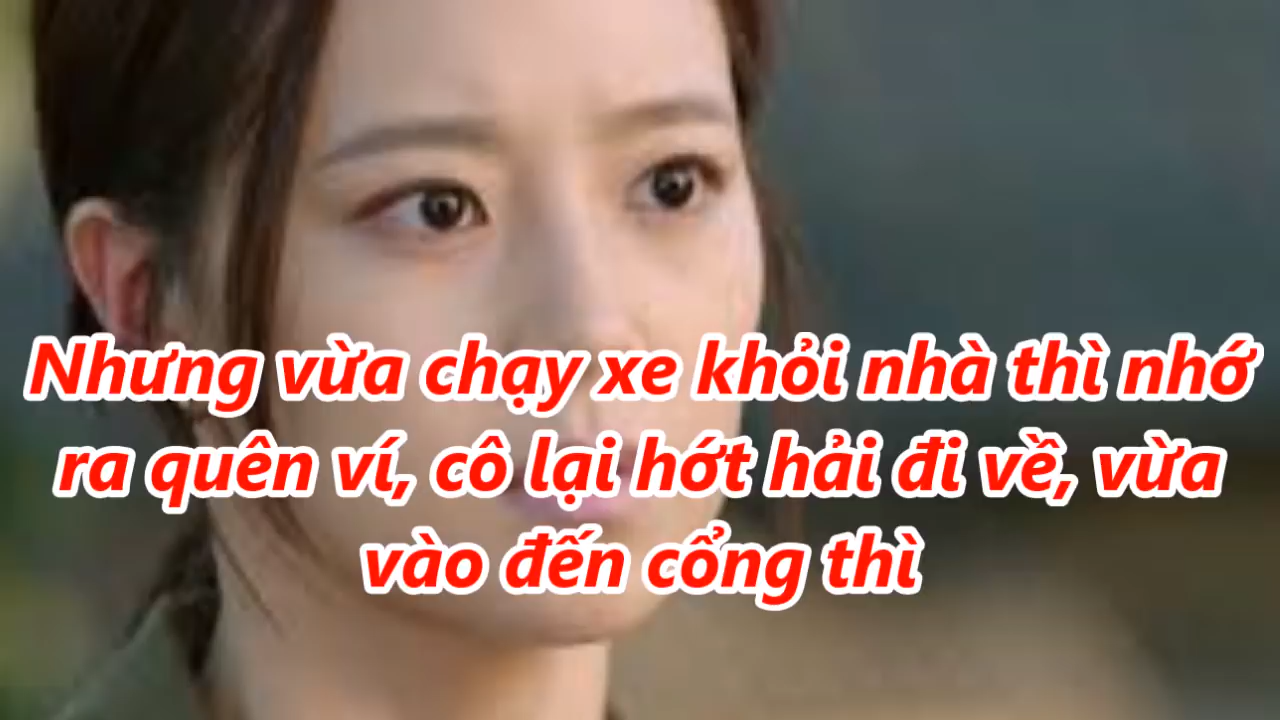 Nhưng vừa chạy xe khỏi nhà thì nhớ
ra quên ví, cô lại hớt hải đi về, vừa
vào đến cổng thì